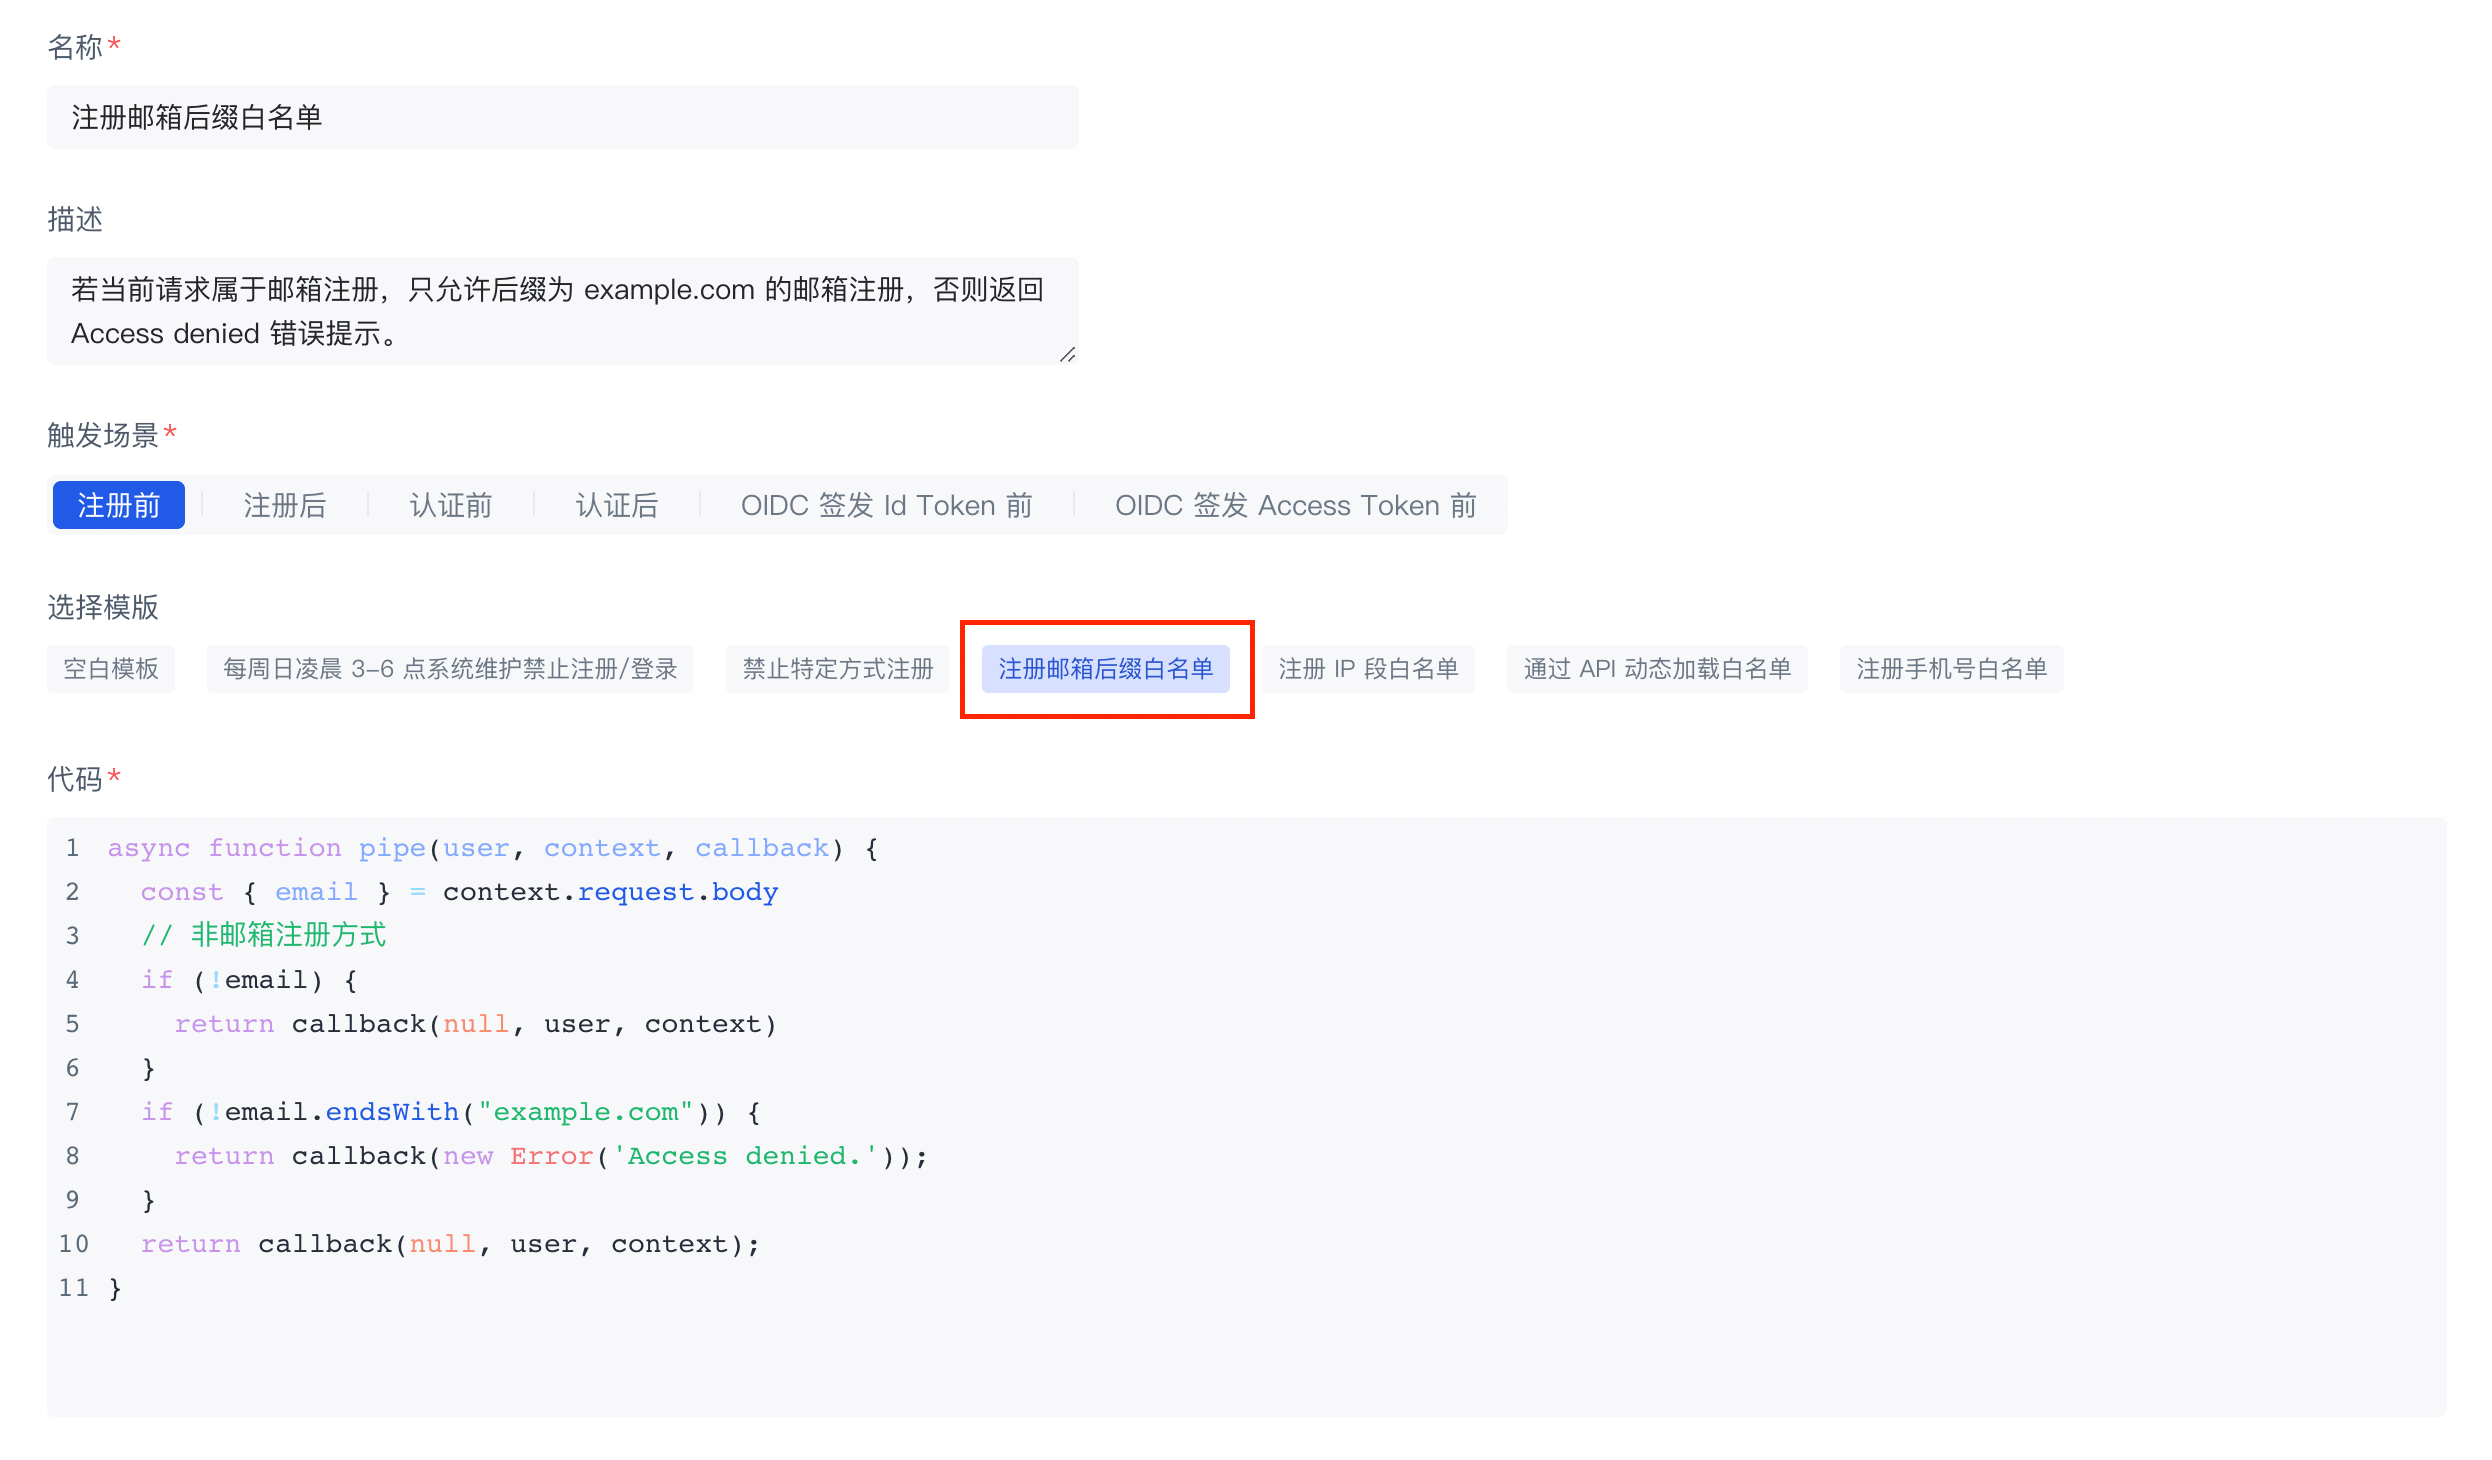 名称*
注册邮箱后缀白名单
描述
若当前请求属于邮箱注册，只允许后缀为 example.com 的邮箱注册，否则返回
Access denied 错误提示。
触发场景*
注册前 注册后 认证前 认证后 OIDC 签发 Id Token 前 OIDC 签发 Access Token 前
选择模版
空白模板 每周日凌晨 3-6 点系统维护禁止注册/登录 禁止特定方式注册 注册邮箱后缀白名单 注册 IP 段白名单 通过 API 动态加载白名单 注册手机号白名单
代码*
1 async function pipe(user, context, callback) {
2   const { email } = context.request.body
3   // 非邮箱注册方式
4   if (!email) {
5     return callback(null, user, context)
6   }
7   if (!email.endsWith("example.com")) {
8     return callback(new Error('Access denied.'));
9   }
10   return callback(null, user, context);
11 }